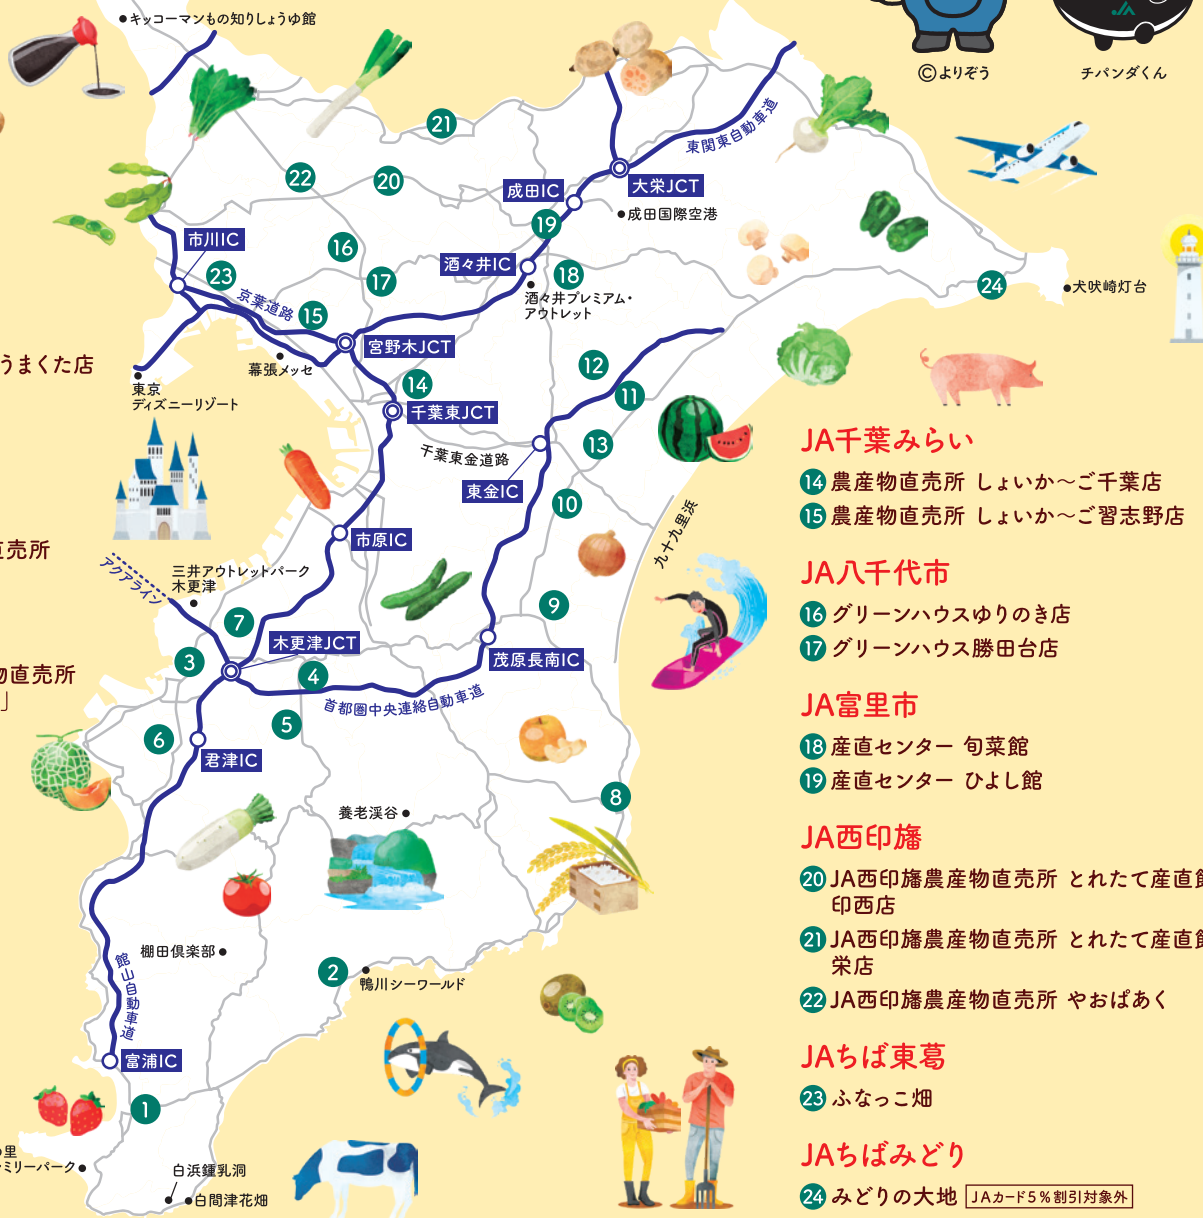 キッコーマンもの知りしょうゆ館
JA
©よりぞう
チバンダくん
21
東関東自動車道
22
20
成田IC
大栄JCT
成田国際空港
19
市川IC
16
酒々井IC
18
23
17
酒々井プレミアム・
アウトレット
24
犬吠崎灯台
京葉道路
15
宮野木JCT
うまくた店
幕張メッセ
12
東京
ディズニーリゾート
14
11
千葉東JCT
千葉東金道路
13
東金IC
10
九十九里浜
市原IC
直売所
アクアライン
三井アウトレットパーク
木更津
7
9
木更津JCT
3
4
茂原長南IC
物直売所
」
首都圏中央連絡自動車道
5
6
君津IC
8
養老渓谷
棚田倶楽部
2
鴨川シーワールド
館山自動車道
富浦IC
1
里
ミリーパーク
白浜鍾乳洞
白間津花畑
JA千葉みらい
14 農産物直売所 しょいか～ご千葉店
15 農産物直売所 しょいか～ご習志野店
JA八千代市
16 グリーンハウスゆりのき店
17 グリーンハウス勝田台店
JA富里市
18 産直センター 旬菜館
19 産直センター ひよし館
JA西印旛
20 JA西印旛農産物直売所 とれたて産直館
印西店
21 JA西印旛農産物直売所 とれたて産直館
栄店
22 JA西印旛農産物直売所 やおぱあく
JAちば東葛
23 ふなっこ畑
JAちばみどり
24 みどりの大地 JAカード5％割引対象外